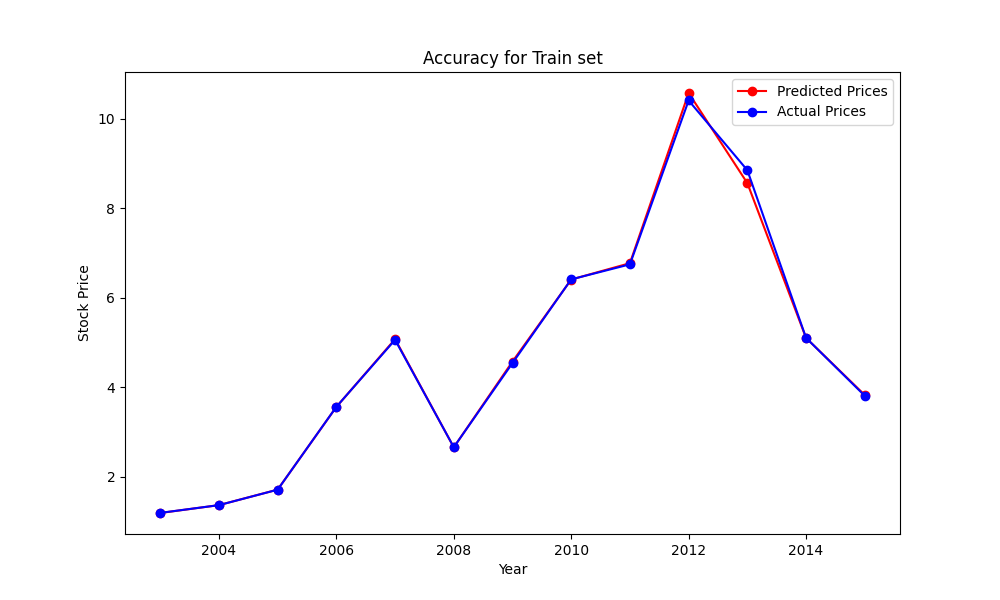 Accuracy for Train set
Predicted Prices
Actual Prices
10
8
6
4
2
Stock Price
2004 2006 2008 2010 2012 2014
Year